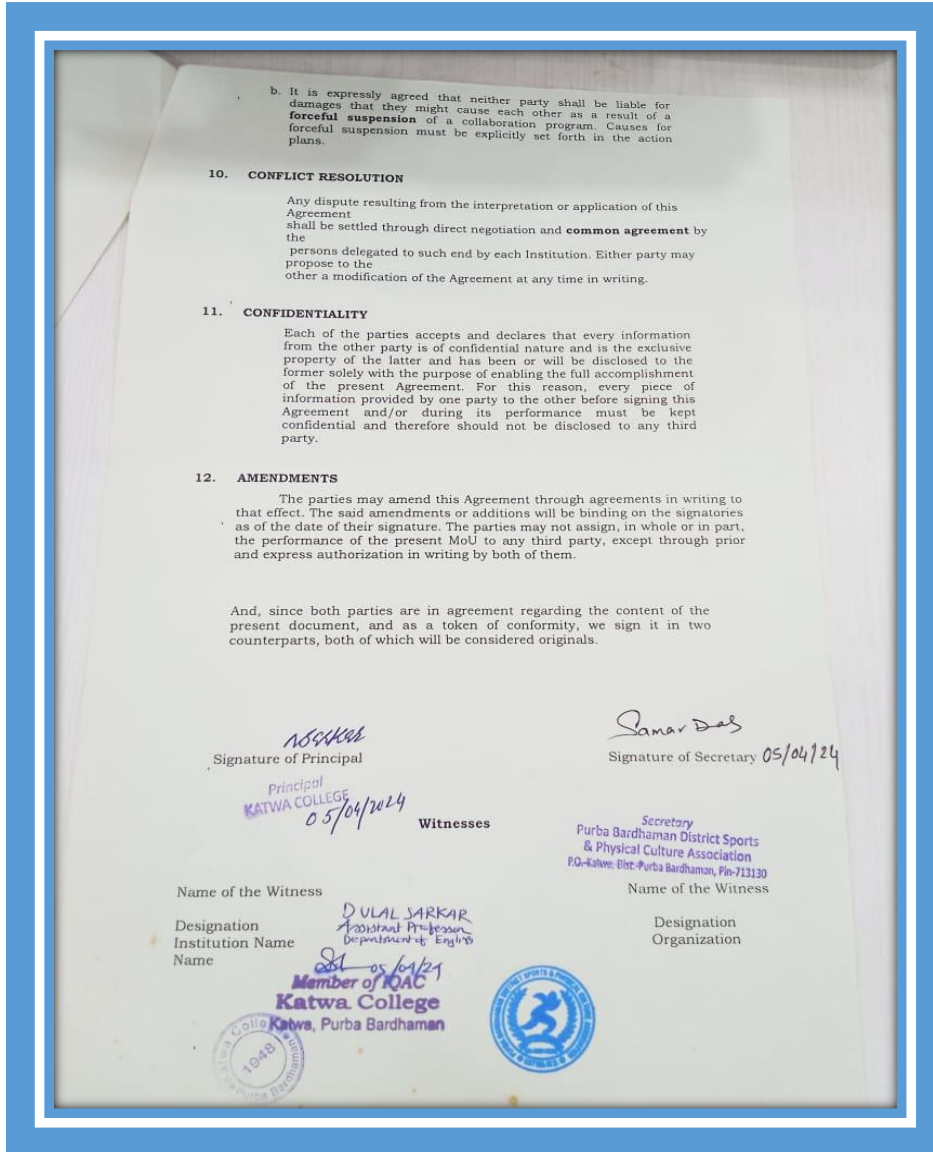 b. It is expressly agreed that neither party shall be liable for
damages that they might cause each other as a result of a
forceful suspension of a collaboration program. Causes for
forceful suspension must be explicitly set forth in the action
plans.
10. CONFLICT RESOLUTION
Any dispute resulting from the interpretation or application of this
Agreement
shall be settled through direct negotiation and common agreement by
the
persons delegated to such end by each Institution. Either party may
propose to the
other a modification of the Agreement at any time in writing.
11. CONFIDENTIALITY
Each of the parties accepts and declares that every information
from the other party is of confidential nature and is the exclusive
property of the latter and has been or will be disclosed to the
former solely with the purpose of enabling the full accomplishment
of the present Agreement. For this reason, every piece of
information provided by one party to the other before signing this
Agreement and/or during its performance must be kept
confidential and therefore should not be disclosed to any third
party.
12. AMENDMENTS
The parties may amend this Agreement through agreements in writing to
that effect. The said amendments or additions will be binding on the signatories
as of the date of their signature. The parties may not assign, in whole or in part,
the performance of the present MoU to any third party, except through prior
and express authorization in writing by both of them.
And, since both parties are in agreement regarding the content of the
present document, and as a token of conformity, we sign it in two
counterparts, both of which will be considered originals.
Samar Das
Signature of Principal
Signature of Secretary 05/04/24
Principal
KATWA COLLEGE
05/04/2024
Witnesses
Secretary
Purba Bardhaman District Sports
& Physical Culture Association
P.O.-Katwa; Dist.-Purba Bardhaman, Pin-713130
Name of the Witness
Name of the Witness
DULAL SARKAR
Designation
Assistant Professor
Designation
Institution Name
Department of English
Organization
Name
05/04/24
Member of IQAC
Katwa College
Katwa, Purba Bardhaman
Katwa College
1948
Purba Bardhaman